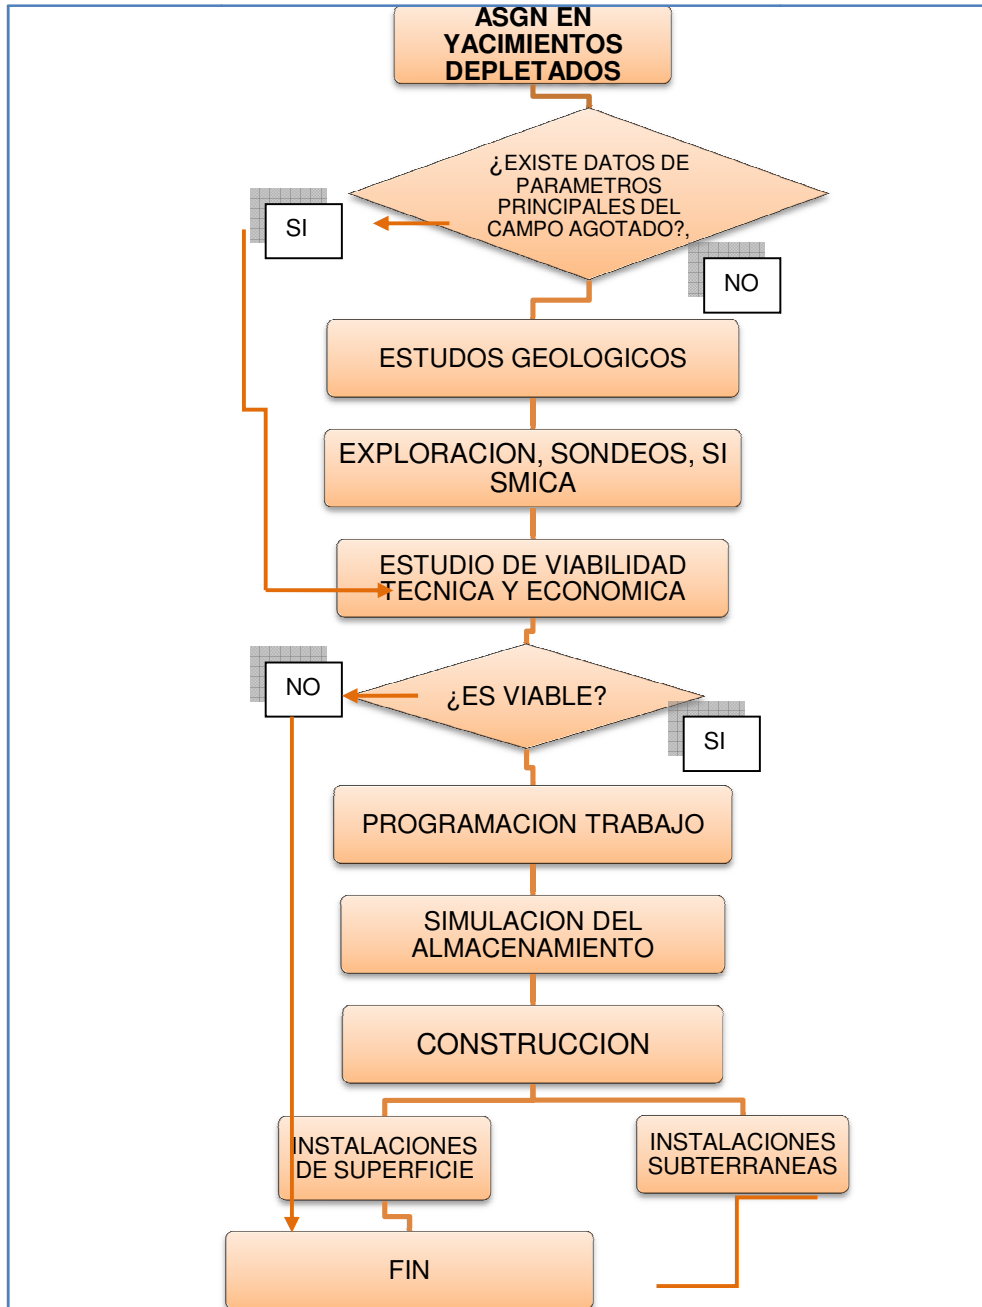 ASGN EN
YACIMIENTOS
DEPLETADOS
¿EXISTE DATOS DE
PARAMETROS
PRINCIPALES DEL
CAMPO AGOTADO?,
SI
NO
ESTUDOS GEOLOGICOS
EXPLORACION, SONDEOS, SI
SMICA
ESTUDIO DE VIABILIDAD
TECNICA Y ECONOMICA
¿ES VIABLE?
NO
SI
PROGRAMACION TRABAJO
SIMULACION DEL
ALMACENAMIENTO
CONSTRUCCION
INSTALACIONES
DE SUPERFICIE
INSTALACIONES
SUBTERRANEAS
FIN